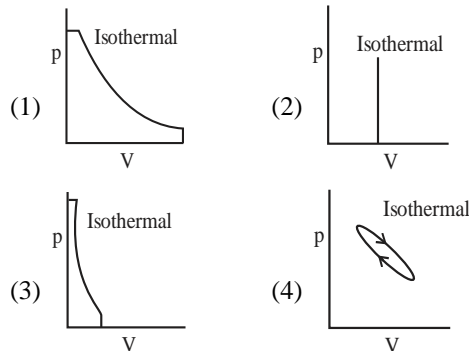 Isothermal
p
(1)
V
Isothermal
p
(2)
V
Isothermal
p
(3)
V
Isothermal
p
(4)
V